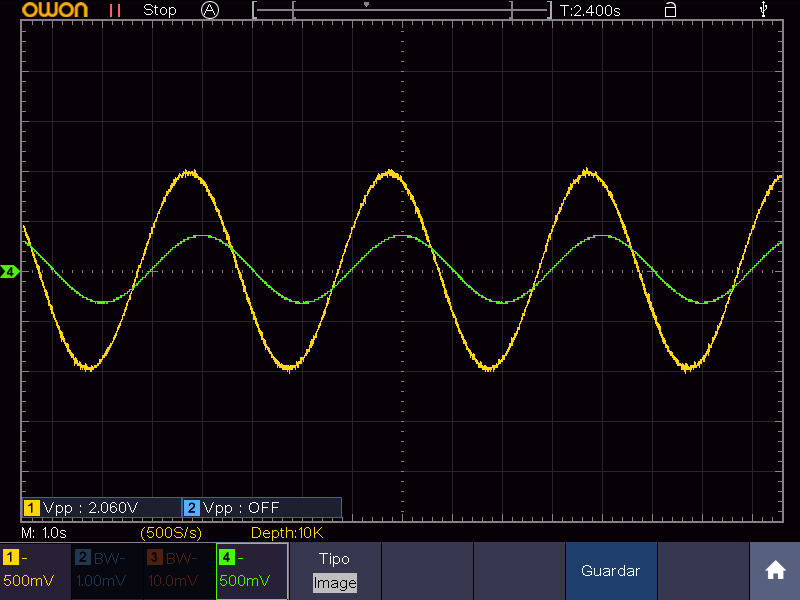 OWON Stop A T:2.400s
4
1 Vpp : 2.060V 2 Vpp : OFF
M: 1.0s (500S/s) Depth:10K
1 - 2 BW- 3 BW- 4 - Tipo
500mV 1.00mV 10.0mV 500mV Image Guardar